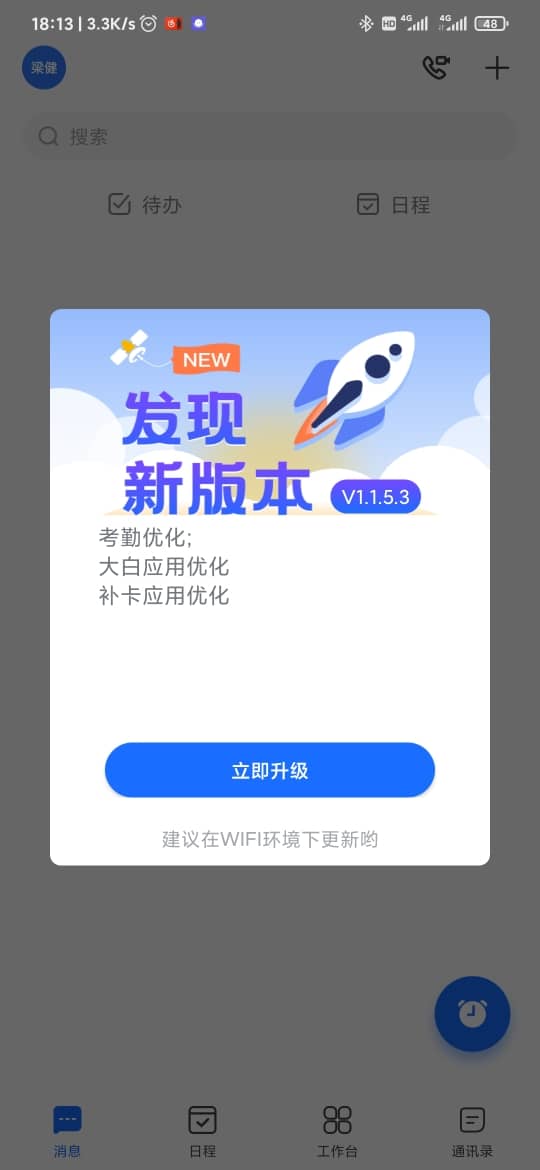 18:13 | 3.3K/s HD 4G 4G 48
梁健
搜索
待办 日程
NEW
发现
新版本 V1.1.5.3
考勤优化;
大白应用优化
补卡应用优化
立即升级
建议在WIFI环境下更新哟
消息 日程 工作台 通讯录